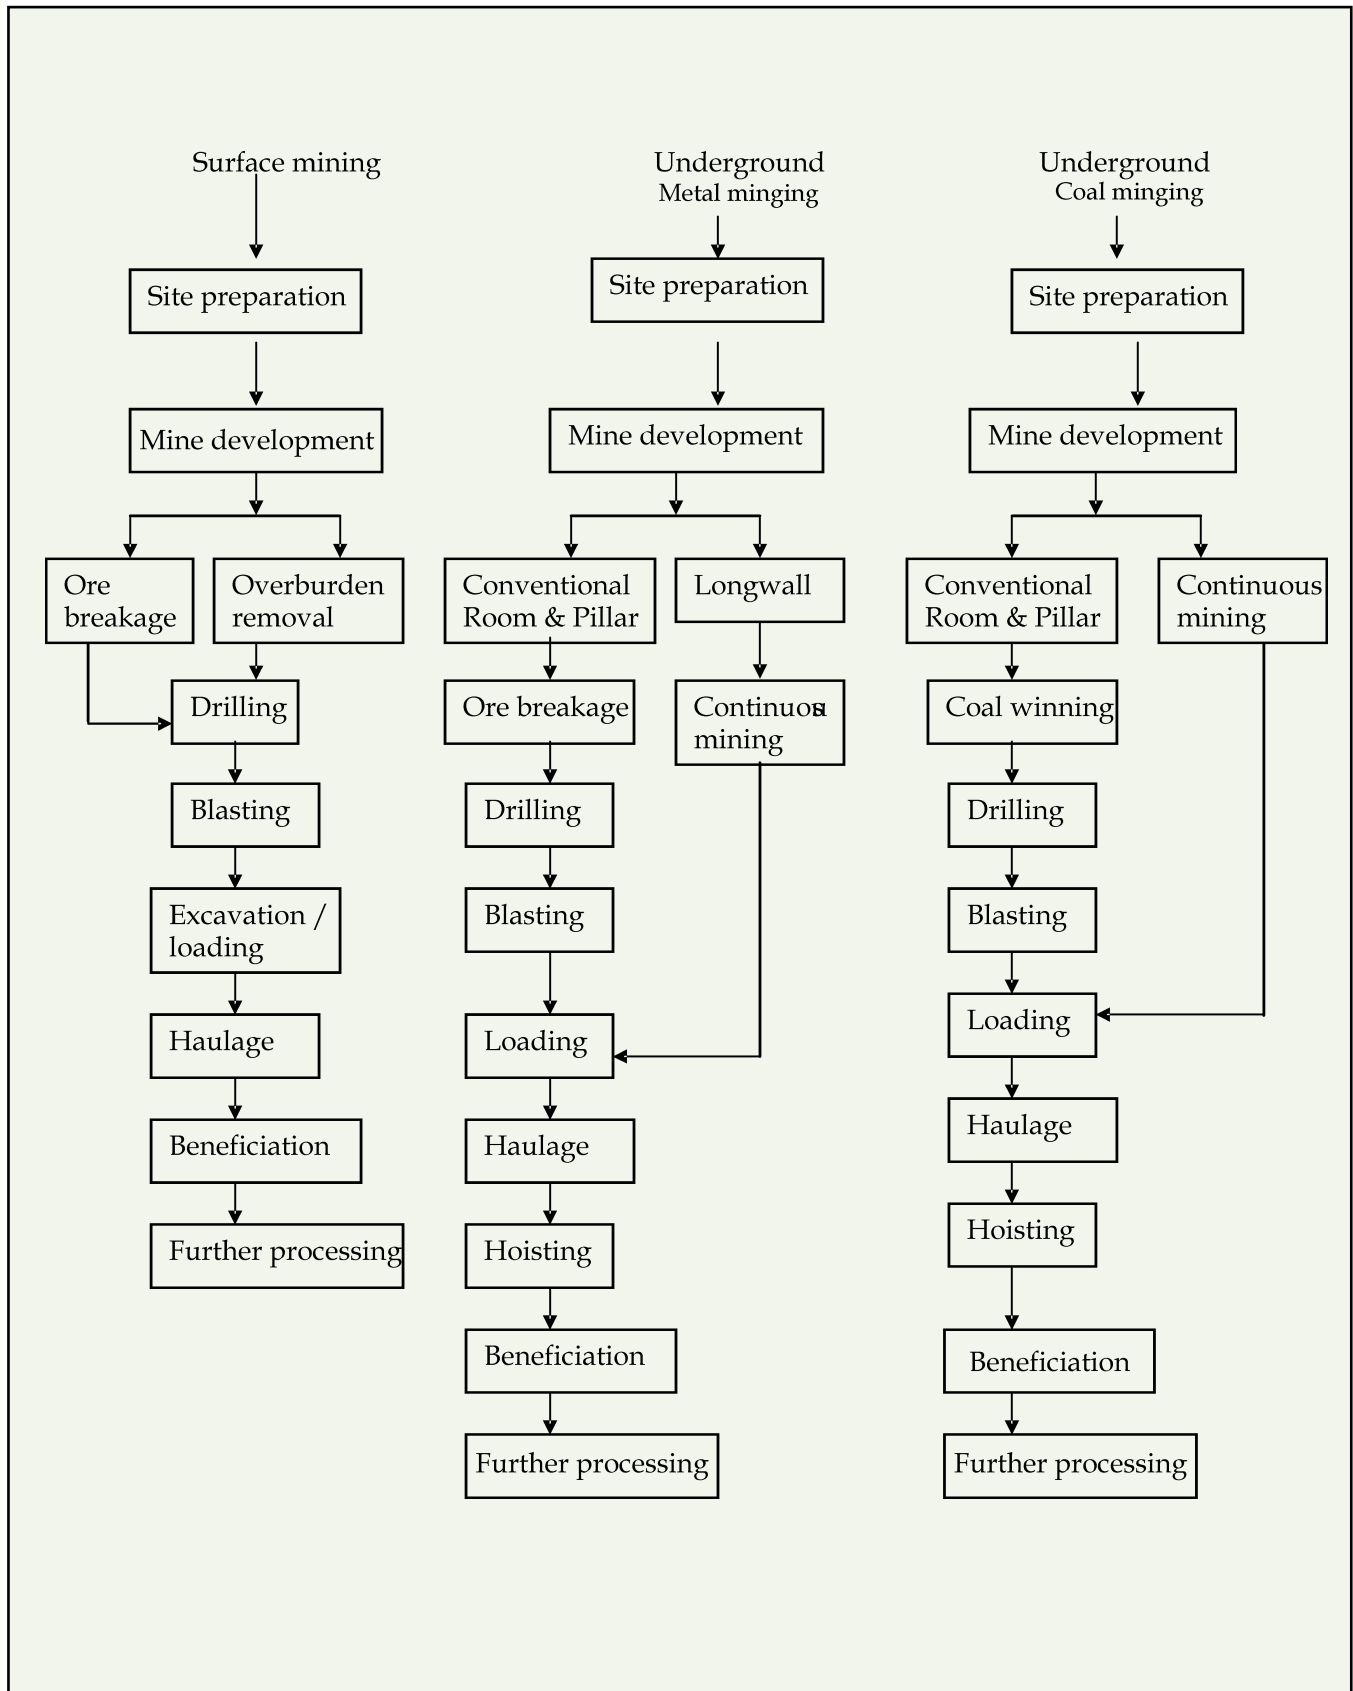 Surface mining
Site preparation
Mine development
Ore
breakage
Overburden
removal
Drilling
Blasting
Excavation /
loading
Haulage
Beneficiation
Further processing
Underground
Metal minging
Site preparation
Mine development
Conventional
Room & Pillar
Longwall
Ore breakage
Continuous
mining
Drilling
Blasting
Loading
Haulage
Hoisting
Beneficiation
Further processing
Underground
Coal minging
Site preparation
Mine development
Conventional
Room & Pillar
Continuous
mining
Coal winning
Drilling
Blasting
Loading
Haulage
Hoisting
Beneficiation
Further processing